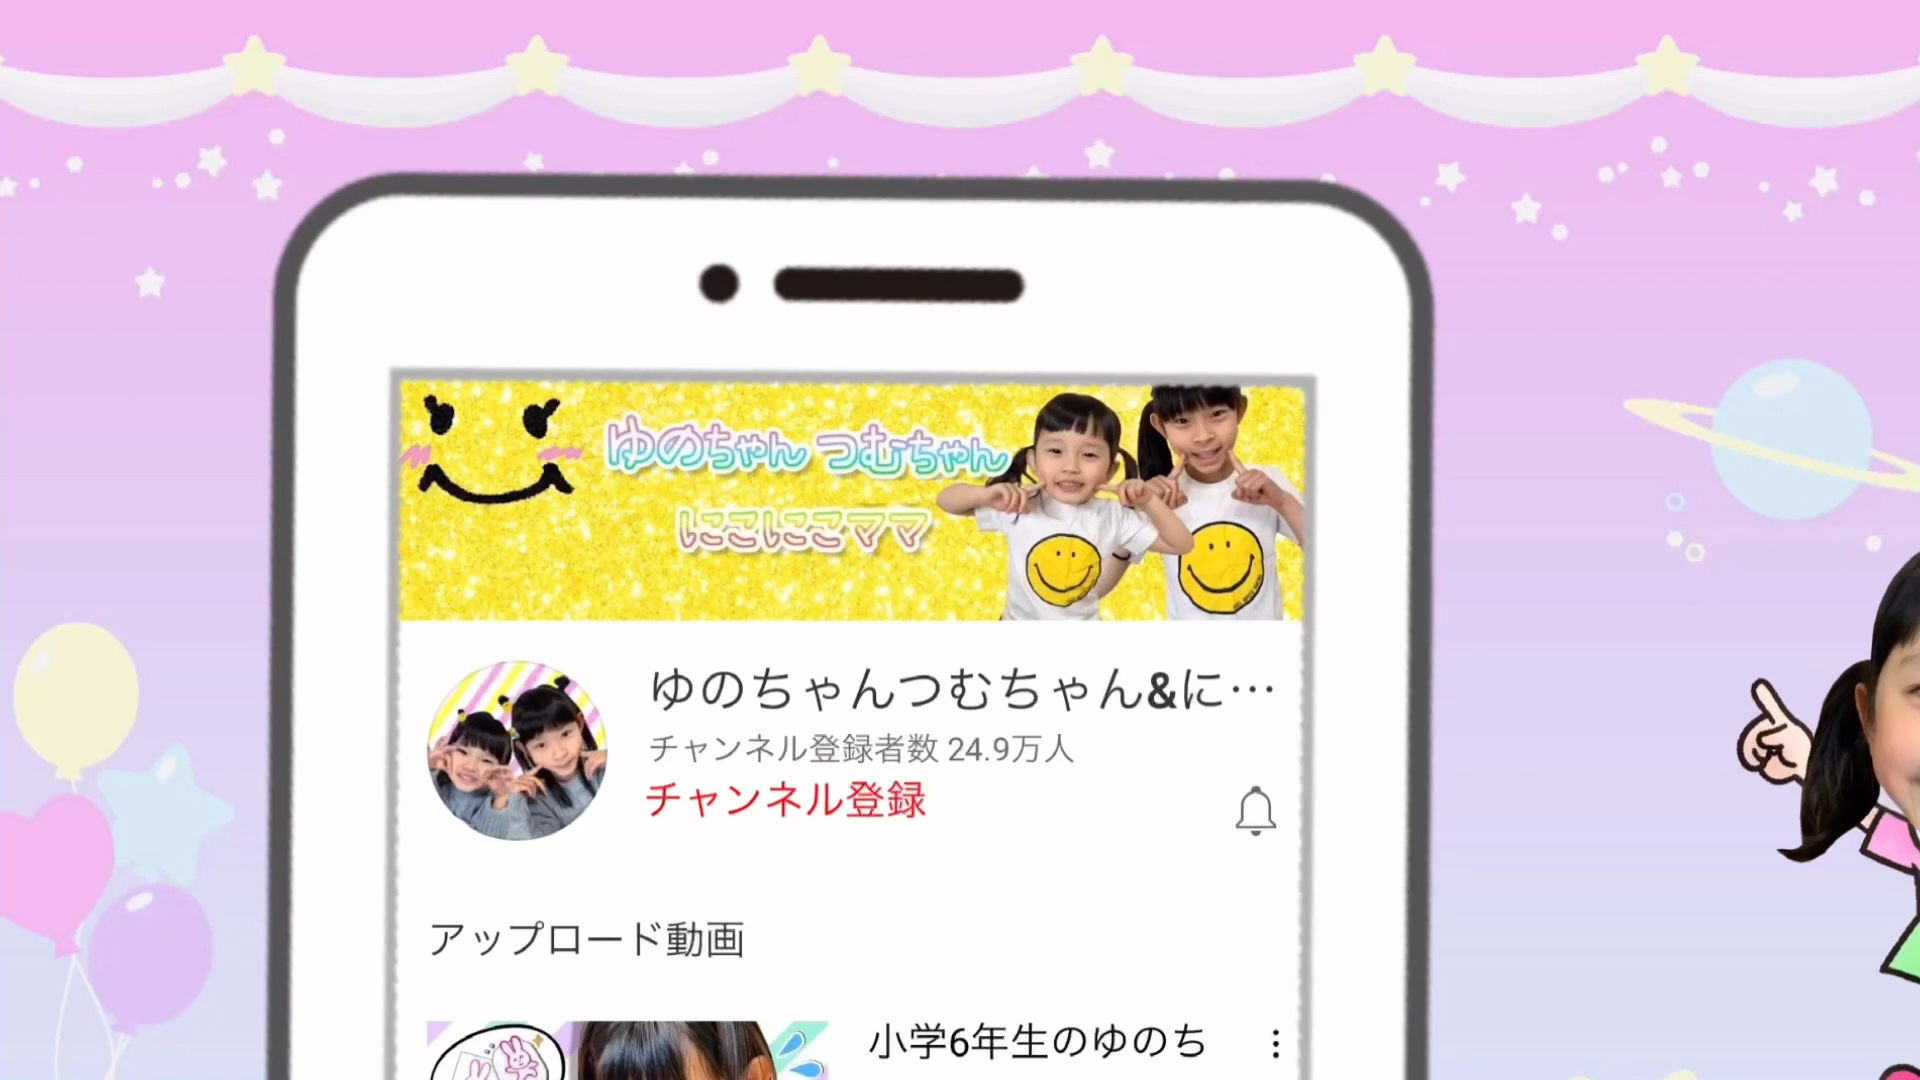 ゆのちゃん つむちゃん
にこにこママ
ゆのちゃんつむちゃん&に…
チャンネル登録者数 24.9万人
チャンネル登録
アップロード動画
小学6年生のゆのち